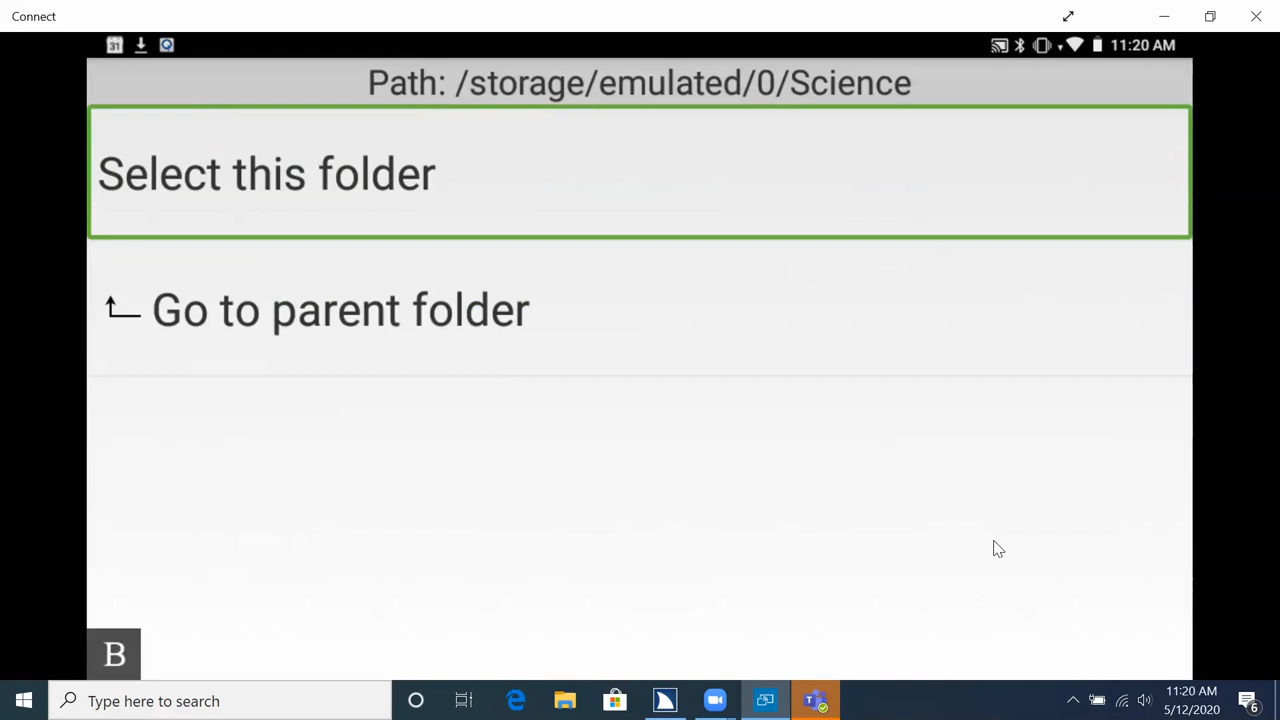 Connect
31
11:20 AM
Path: /storage/emulated/0/Science
Select this folder
Go to parent folder
B
Type here to search
T
11:20 AM
5/12/2020
6